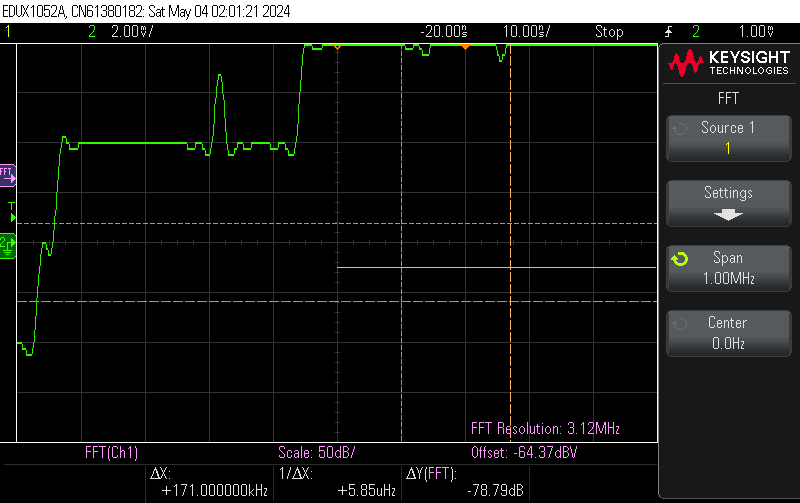 EDUX1052A, CN61380182: Sat May 04 02:01:21 2024
1 2 2.00V/ -20.00s 10.00s/ Stop 2 1.00V
KEYSIGHT
TECHNOLOGIES
FFT
Source 1
1
Settings
Span
1.00MHz
Center
0.0Hz
FFT
T
2
FFT Resolution: 3.12MHz
FFT(Ch1) Scale: 50dB/ Offset: -64.37dBV
ΔX: 1/ΔX: ΔY(FFT):
+171.000000kHz +5.85uHz -78.79dB